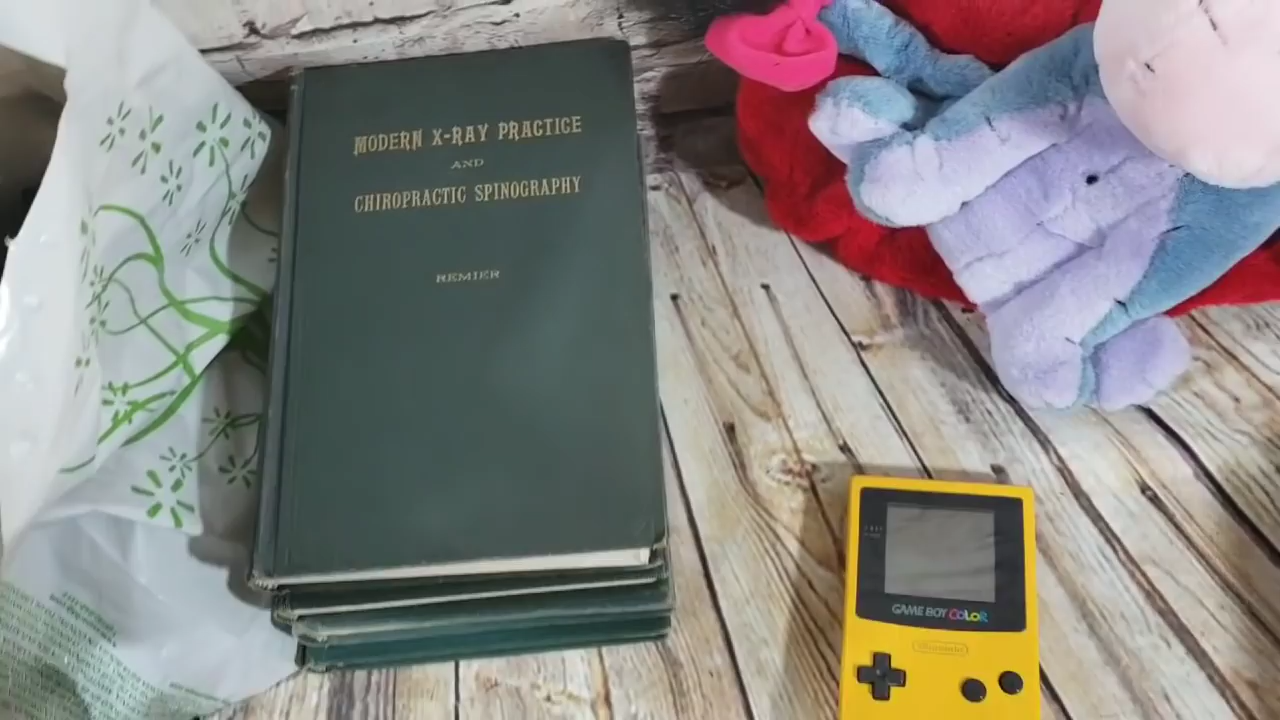 MODERN X-RAY PRACTICE
AND
CHIROPRACTIC SPINOGRAPHY
REMIER
GAME BOY COLOR
Nintendo